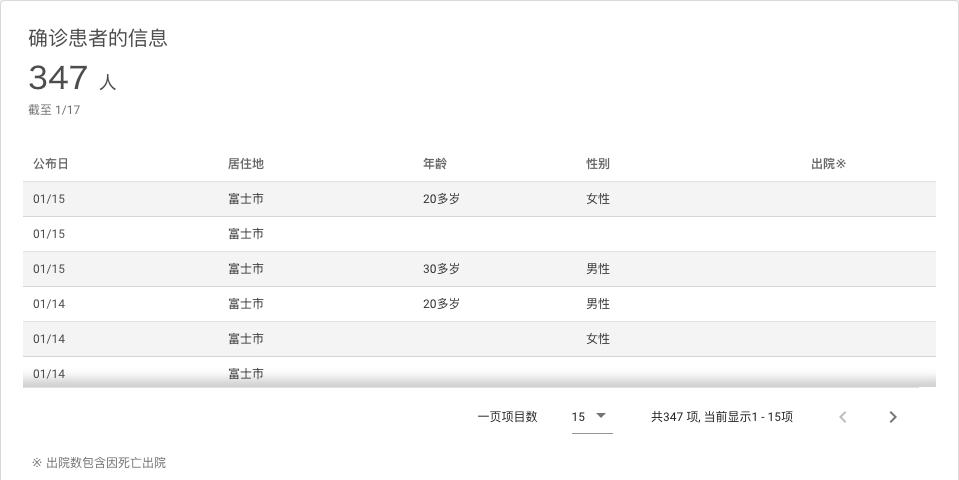 确诊患者的信息
347 人
截至 1/17
公布日 居住地 年龄 性别 出院※
01/15 富士市 20多岁 女性
01/15 富士市
01/15 富士市 30多岁 男性
01/14 富士市 20多岁 男性
01/14 富士市 女性
01/14 富士市
一页项目数 15 共347 项, 当前显示1 - 15项
※ 出院数包含因死亡出院